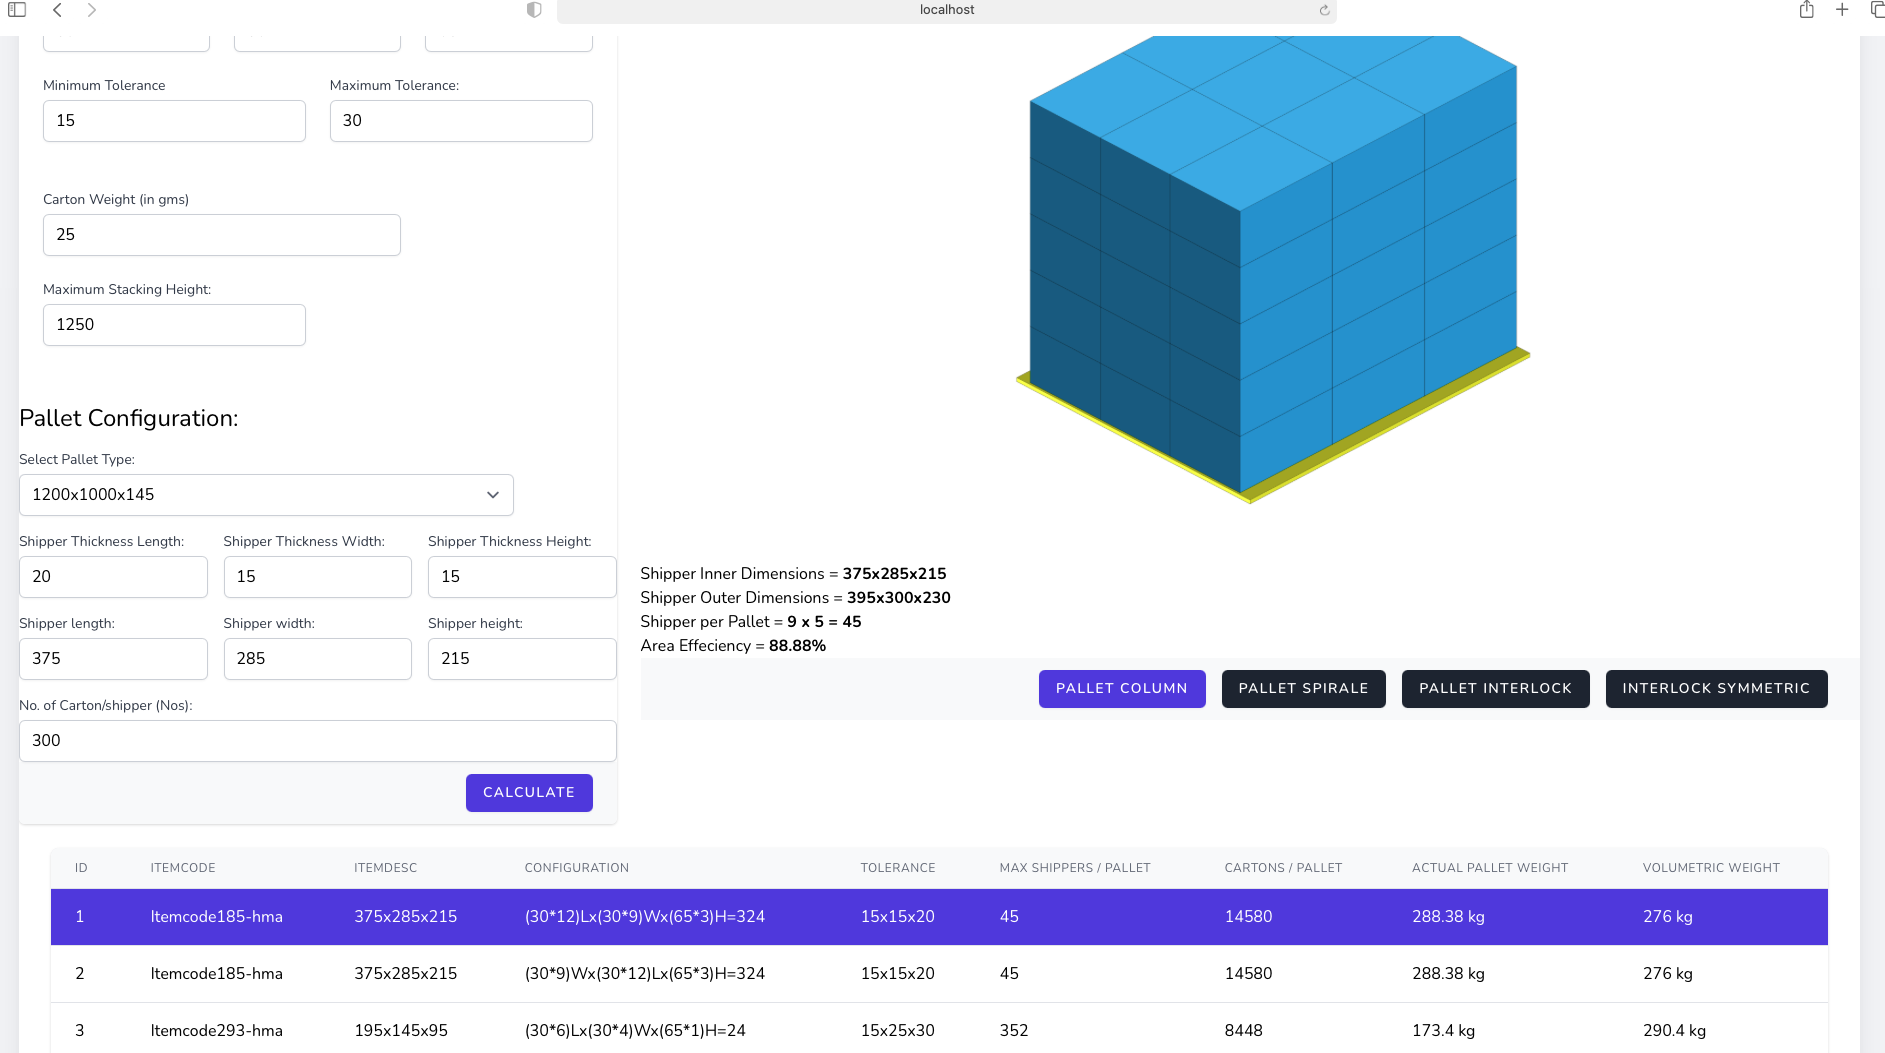 localhost
Minimum Tolerance
Maximum Tolerance:
15
30
Carton Weight (in gms)
25
Maximum Stacking Height:
1250
Pallet Configuration:
Select Pallet Type:
1200x1000x145
Shipper Thickness Length:
Shipper Thickness Width:
Shipper Thickness Height:
20
15
15
Shipper length:
Shipper width:
Shipper height:
375
285
215
No. of Carton/shipper (Nos):
300
CALCULATE
Shipper Inner Dimensions = 375x285x215
Shipper Outer Dimensions = 395x300x230
Shipper per Pallet = 9 x 5 = 45
Area Effeciency = 88.88%
PALLET COLUMN
PALLET SPIRALE
PALLET INTERLOCK
INTERLOCK SYMMETRIC
ID ITEMCODE ITEMDESC CONFIGURATION TOLERANCE MAX SHIPPERS / PALLET CARTONS / PALLET ACTUAL PALLET WEIGHT VOLUMETRIC WEIGHT
1 Itemcode185-hma 375x285x215 (30*12)Lx(30*9)Wx(65*3)H=324 15x15x20 45 14580 288.38 kg 276 kg
2 Itemcode185-hma 375x285x215 (30*9)Wx(30*12)Lx(65*3)H=324 15x15x20 45 14580 288.38 kg 276 kg
3 Itemcode293-hma 195x145x95 (30*6)Lx(30*4)Wx(65*1)H=24 15x25x30 352 8448 173.4 kg 290.4 kg